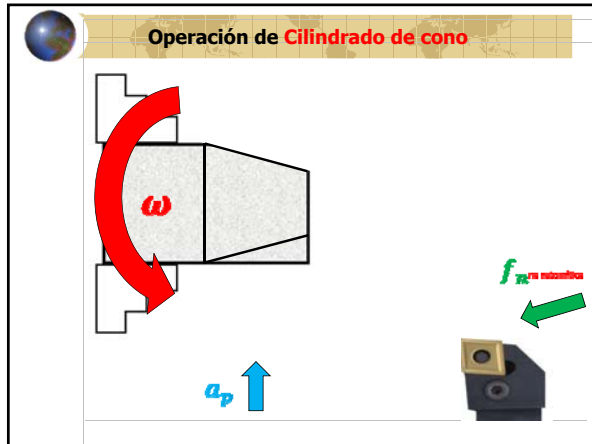 Operación de Cilindrado de cono
ω
f
a_p